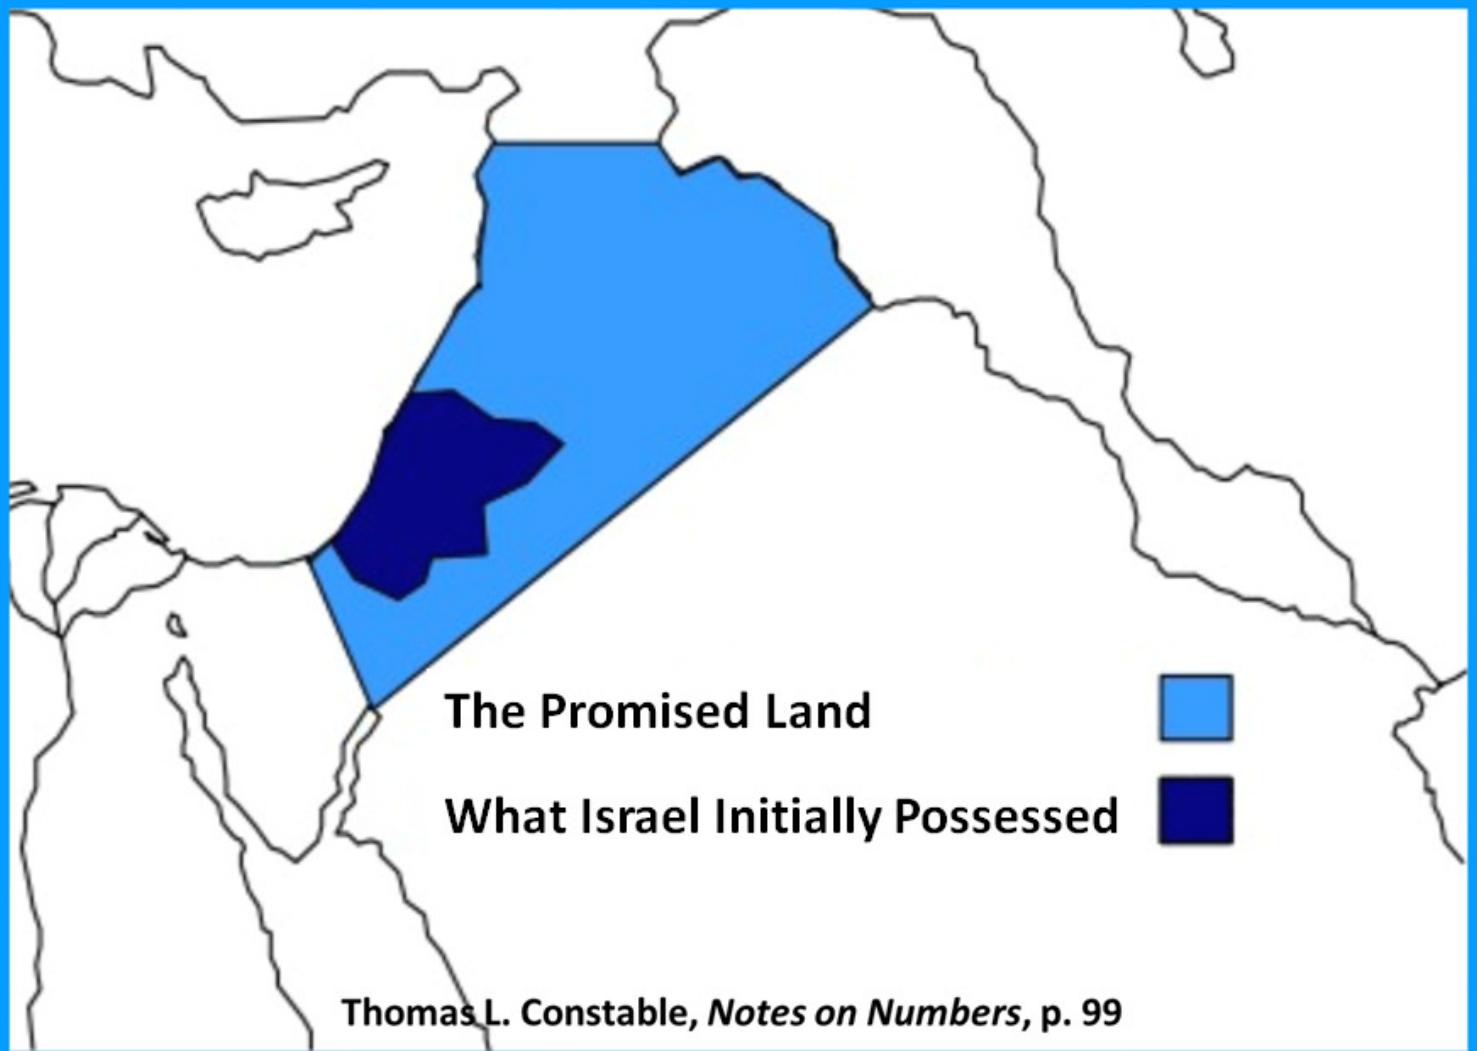 The Promised Land
What Israel Initially Possessed
Thomas L. Constable, Notes on Numbers, p. 99